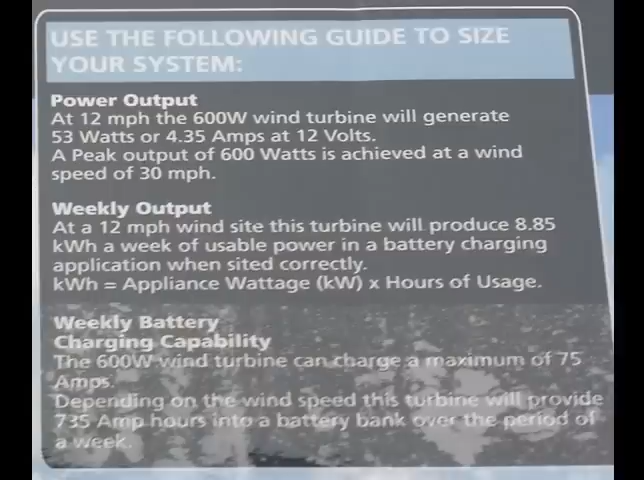 USE THE FOLLOWING GUIDE TO SIZE
YOUR SYSTEM:
Power Output
At 12 mph the 600W wind turbine will generate
53 Watts or 4.35 Amps at 12 Volts.
A Peak output of 600 Watts is achieved at a wind
speed of 30 mph.
Weekly Output
At a 12 mph wind site this turbine will produce 8.85
kWh a week of usable power in a battery charging
application when sited correctly.
kWh = Appliance Wattage (kW) x Hours of Usage.
Weekly Battery
Charging Capability
The 600W wind turbine can charge a maximum of 75
Amps.
Depending on the wind speed this turbine will provide
735 Amp hours into a battery bank over the period of
a week.